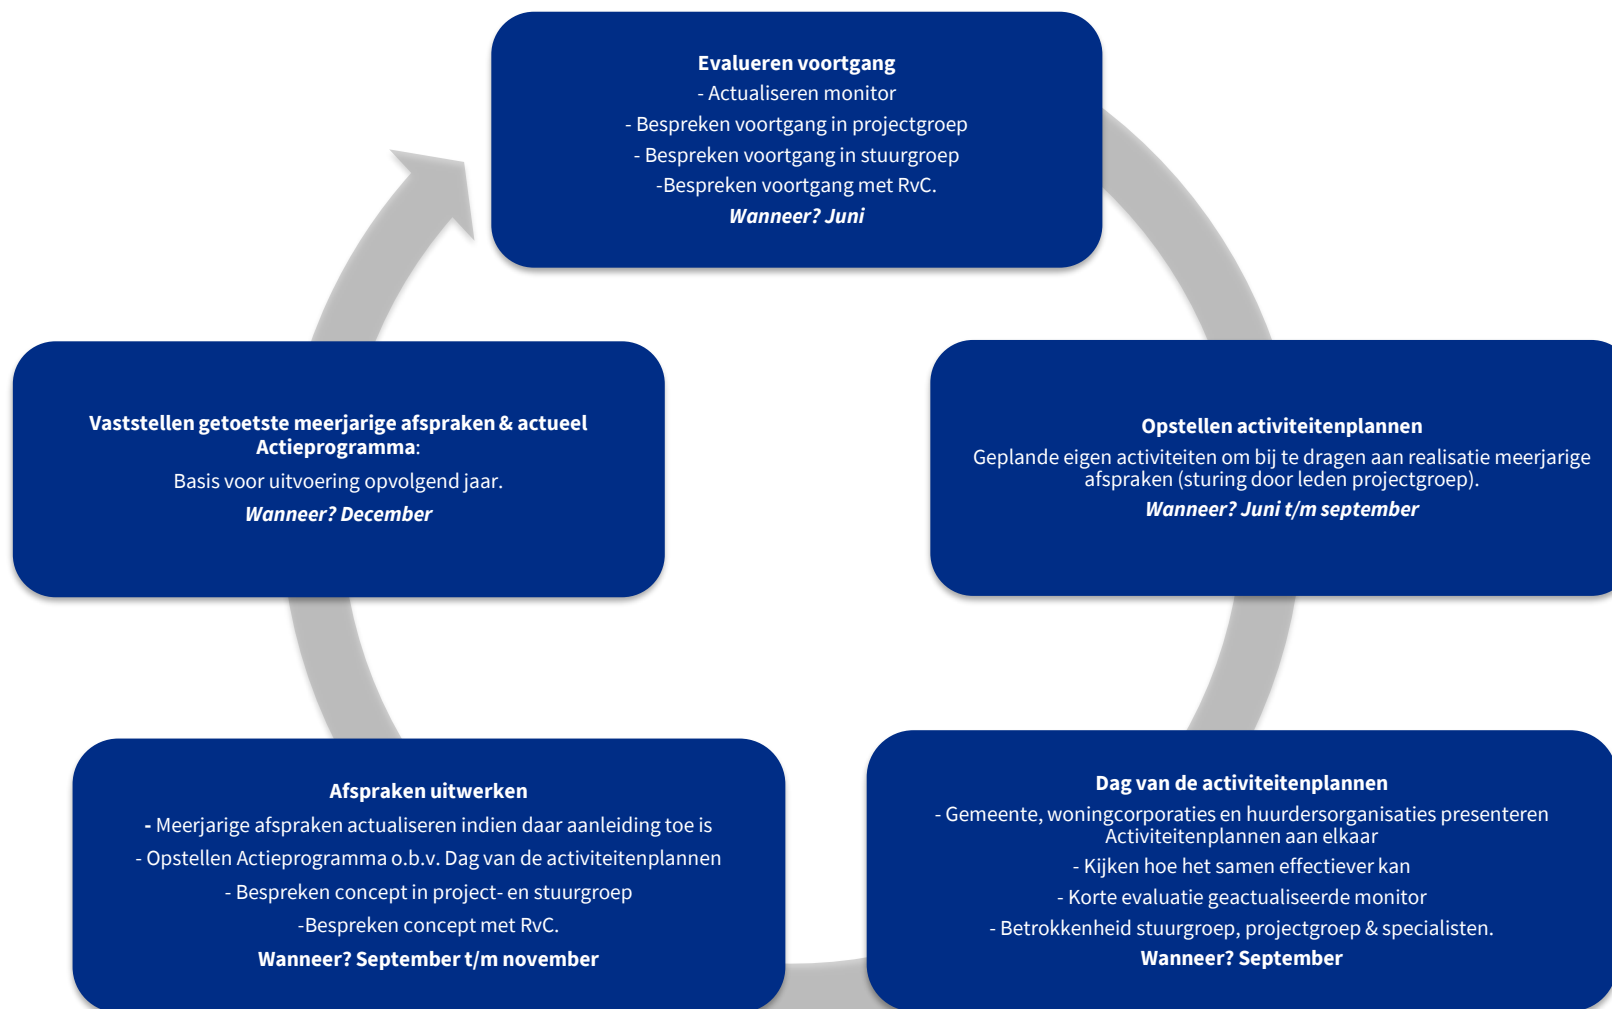 Evalueren voortgang
- Actualiseren monitor
- Bespreken voortgang in projectgroep
- Bespreken voortgang in stuurgroep
-Bespreken voortgang met RvC.
Wanneer? Juni
Opstellen activiteitenplannen
Geplande eigen activiteiten om bij te dragen aan realisatie meerjarige
afspraken (sturing door leden projectgroep).
Wanneer? Juni t/m september
Dag van de activiteitenplannen
- Gemeente, woningcorporaties en huurdersorganisaties presenteren
Activiteitenplannen aan elkaar
- Kijken hoe het samen effectiever kan
- Korte evaluatie geactualiseerde monitor
- Betrokkenheid stuurgroep, projectgroep & specialisten.
Wanneer? September
Afspraken uitwerken
- Meerjarige afspraken actualiseren indien daar aanleiding toe is
- Opstellen Actieprogramma o.b.v. Dag van de activiteitenplannen
- Bespreken concept in project- en stuurgroep
-Bespreken concept met RvC.
Wanneer? September t/m november
Vaststellen getoetste meerjarige afspraken & actueel
Actieprogramma:
Basis voor uitvoering opvolgend jaar.
Wanneer? December